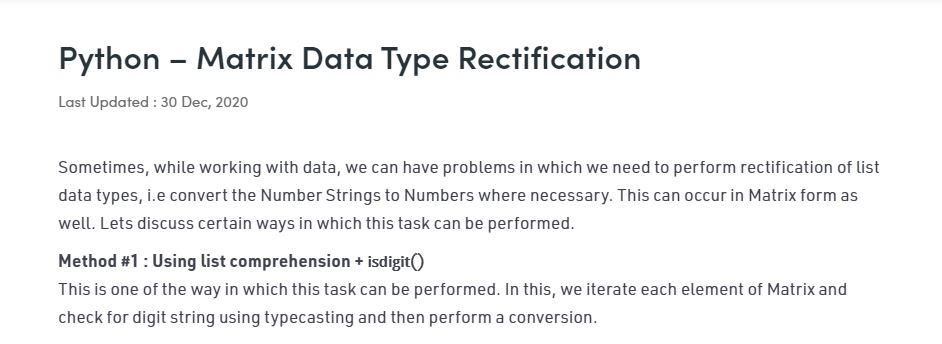 Python – Matrix Data Type Rectification
Last Updated : 30 Dec, 2020
Sometimes, while working with data, we can have problems in which we need to perform rectification of list
data types, i.e convert the Number Strings to Numbers where necessary. This can occur in Matrix form as
well. Lets discuss certain ways in which this task can be performed.
Method #1 : Using list comprehension + isdigit()
This is one of the way in which this task can be performed. In this, we iterate each element of Matrix and
check for digit string using typecasting and then perform a conversion.